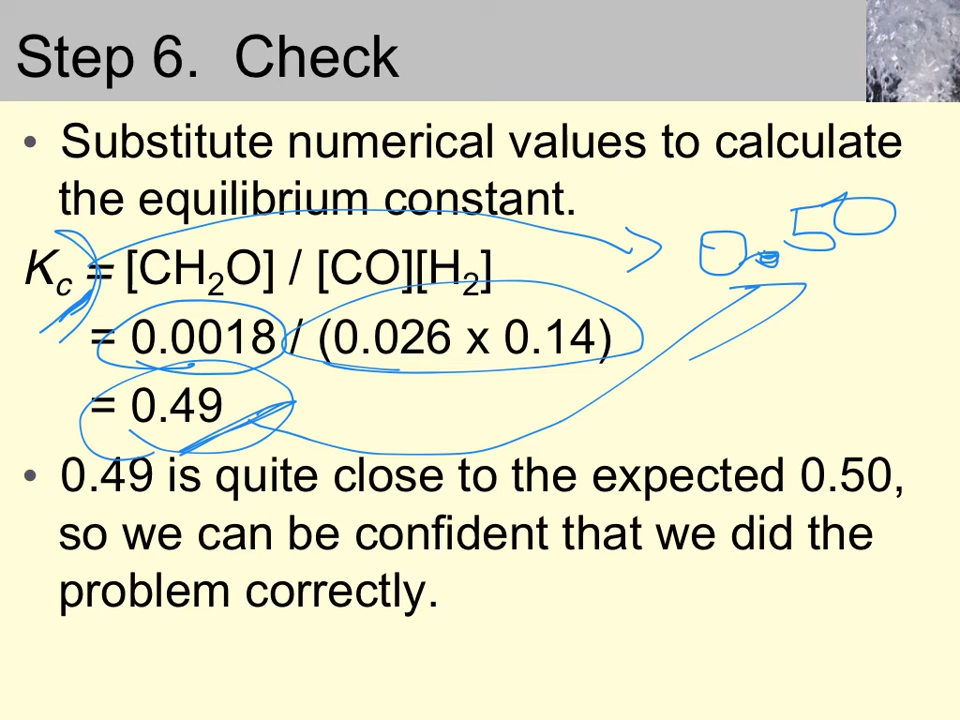 Step 6. Check
• Substitute numerical values to calculate
the equilibrium constant.
K_c = [CH₂O] / [CO][H₂]
0.50
= 0.0018 / (0.026 x 0.14)
= 0.49
• 0.49 is quite close to the expected 0.50,
so we can be confident that we did the
problem correctly.